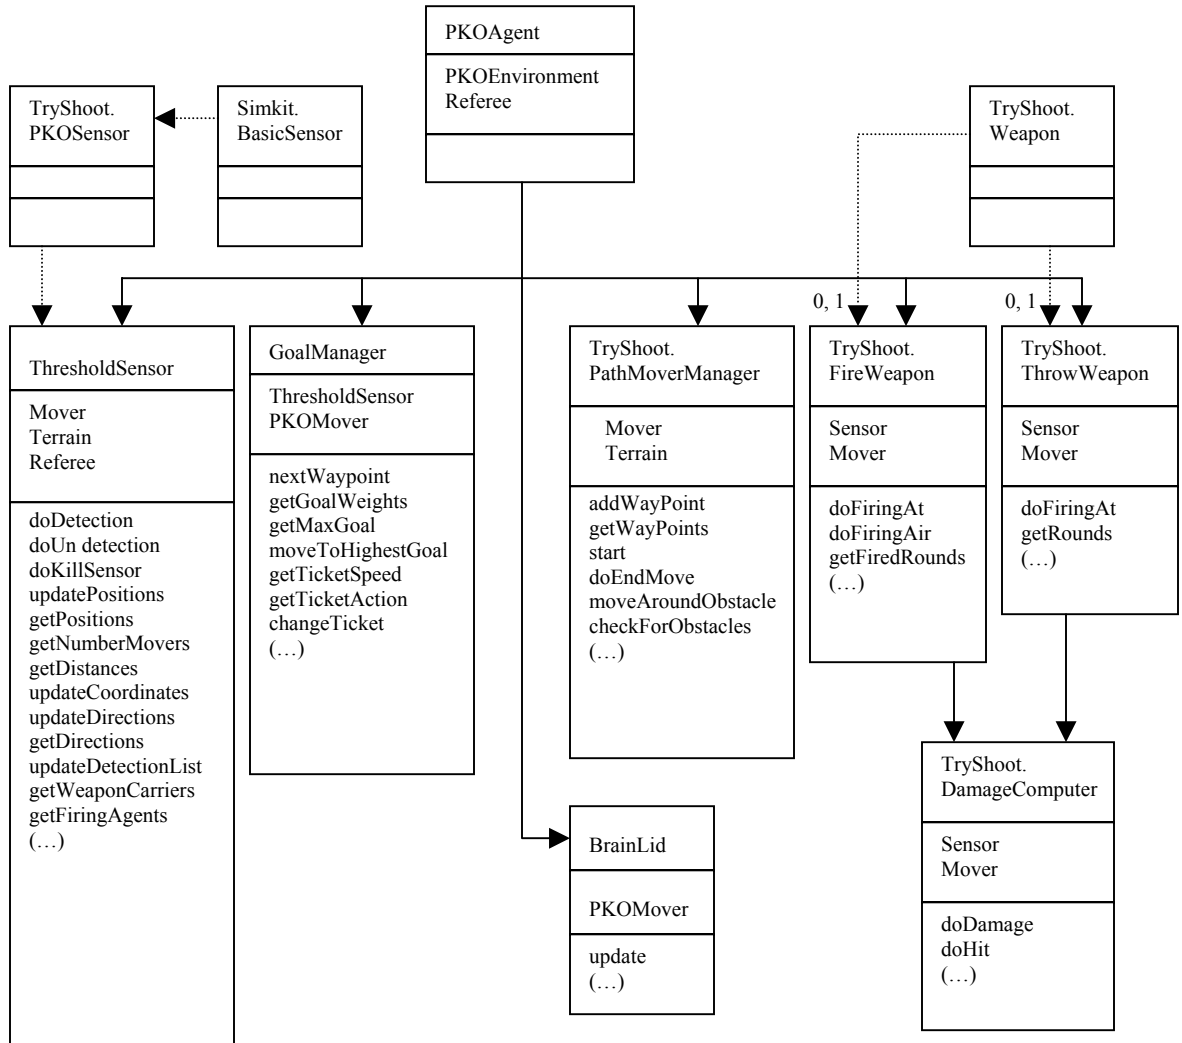 PKOAgent
PKOEnvironment
Referee
TryShoot.
PKOSensor
Simkit.
BasicSensor
TryShoot.
Weapon
0, 1
0, 1
ThresholdSensor
Mover
Terrain
Referee
doDetection
doUn detection
doKillSensor
updatePositions
getPositions
getNumberMovers
getDistances
updateCoordinates
updateDirections
getDirections
updateDetectionList
getWeaponCarriers
getFiringAgents
(…)
GoalManager
ThresholdSensor
PKOMover
nextWaypoint
getGoalWeights
getMaxGoal
moveToHighestGoal
getTicketSpeed
getTicketAction
changeTicket
(…)
TryShoot.
PathMoverManager
Mover
Terrain
addWayPoint
getWayPoints
start
doEndMove
moveAroundObstacle
checkForObstacles
(…)
TryShoot.
FireWeapon
Sensor
Mover
doFiringAt
doFiringAir
getFiredRounds
(…)
TryShoot.
ThrowWeapon
Sensor
Mover
doFiringAt
getRounds
(…)
BrainLid
PKOMover
update
(…)
TryShoot.
DamageComputer
Sensor
Mover
doDamage
doHit
(…)